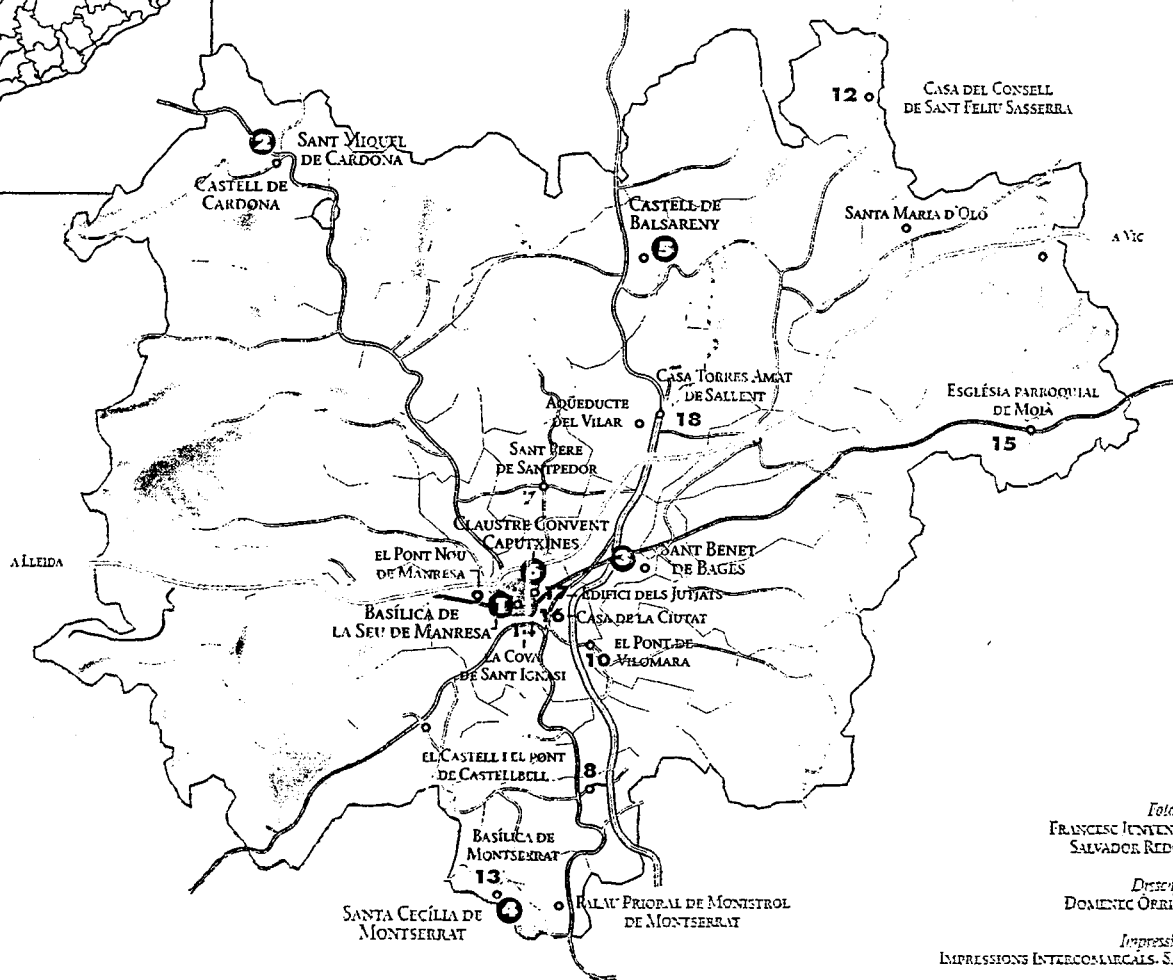 12
CASA DEL CONSELL
DE SANT FELIU SASSERRA
2
SANT MIQUEL
DE CARDONA
CASTELL DE
CARDONA
CASTELL DE
BALSARENY
5
SANTA MARIA D'OLÓ
A VIC
CASA TORRES AMAT
DE SALLENT
18
AQÜEDUCTE
DEL VILAR
ESGLÉSIA PARROQUIAL
DE MOIÀ
15
SANT PERE
DE SANTPEDOR
7
CLAUSTRE CONVENT
CAPUTXINES
6
A LLEIDA
EL PONT NOU
DE MANRESA
3
SANT BENET
DE BAGES
1
17
EDIFICI DELS JUTJATS
BASÍLICA DE
LA SEU DE MANRESA
16
CASA DE LA CIUTAT
14
LA COVA
DE SANT IGNASI
EL PONT DE
VILOMARA
10
EL CASTELL I EL PONT
DE CASTELLBELL
8
BASÍLICA DE
MONTSERRAT
13
SANTA CECÍLIA DE
MONTSERRAT
4
PALAU PRIORAL DE MONISTROL
DE MONTSERRAT
FRANCESC
SALVADOR
DOMENEC
IMPRESSIONS INTERCOMARCALS, S.